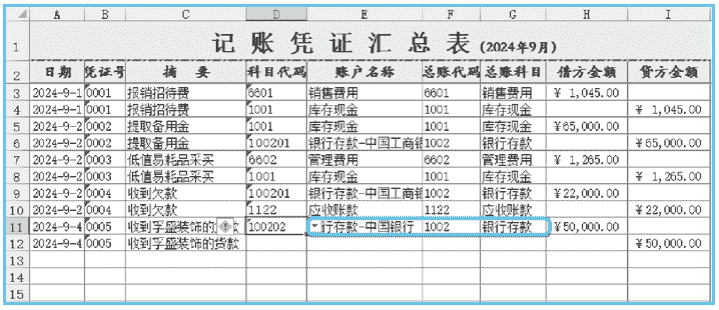 A B C D E F G H I
1 记 账 凭 证 汇 总 表 (2024年9月)
2 日期 凭证号 摘 要 科目代码 账户名称 总账代码 总账科目 借方金额 贷方金额
3 2024-9-1 0001 报销招待费 6601 销售费用 6601 销售费用 ¥ 1,045.00
4 2024-9-1 0001 报销招待费 1001 库存现金 1001 库存现金 ¥ 1,045.00
5 2024-9-2 0002 提取备用金 1001 库存现金 1001 库存现金 ¥65,000.00
6 2024-9-2 0002 提取备用金 100201 银行存款-中国工商银 1002 银行存款 ¥65,000.00
7 2024-9-2 0003 低值易耗品采买 6602 管理费用 6602 管理费用 ¥ 1,265.00
8 2024-9-2 0003 低值易耗品采买 1001 库存现金 1001 库存现金 ¥ 1,265.00
9 2024-9-2 0004 收到欠款 100201 银行存款-中国工商银 1002 银行存款 ¥22,000.00
10 2024-9-2 0004 收到欠款 1122 应收账款 1122 应收账款 ¥22,000.00
11 2024-9-4 0005 收到孚盛装饰的 100202 行存款-中国银行 1002 银行存款 ¥50,000.00
12 2024-9-4 0005 收到孚盛装饰的货款 ¥50,000.00
13
14
15